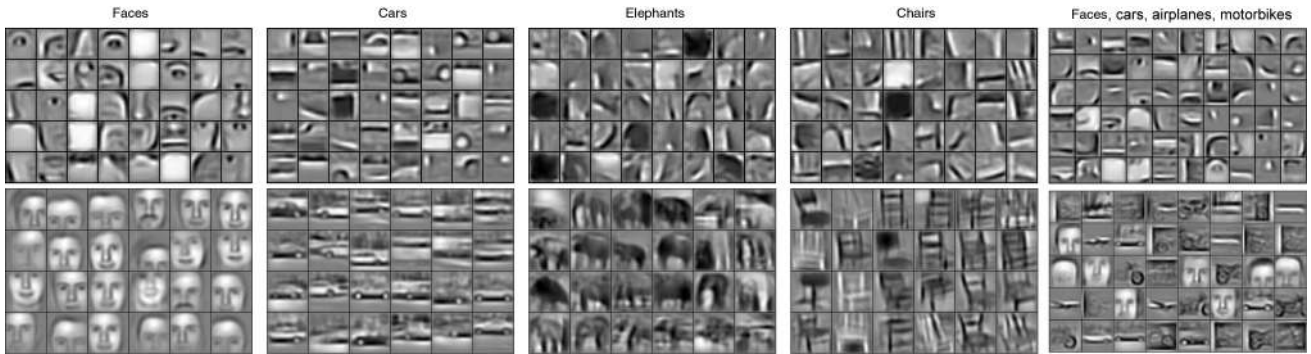 Faces
Cars
Elephants
Chairs
Faces, cars, airplanes, motorbikes